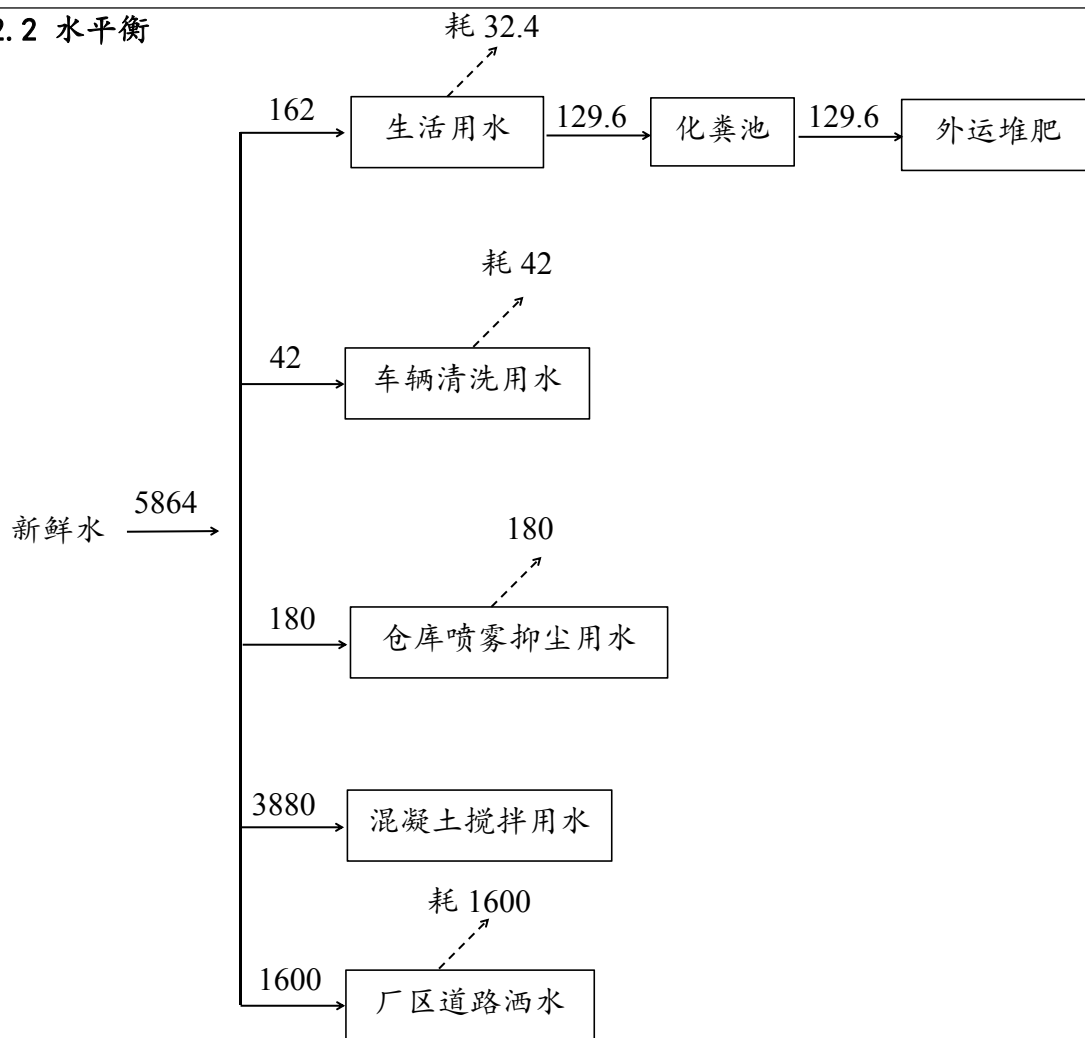 2.2 水平衡
耗 32.4
162
生活用水
129.6
化粪池
129.6
外运堆肥
耗 42
42
车辆清洗用水
新鲜水
5864
180
180
仓库喷雾抑尘用水
3880
混凝土搅拌用水
耗 1600
1600
厂区道路洒水